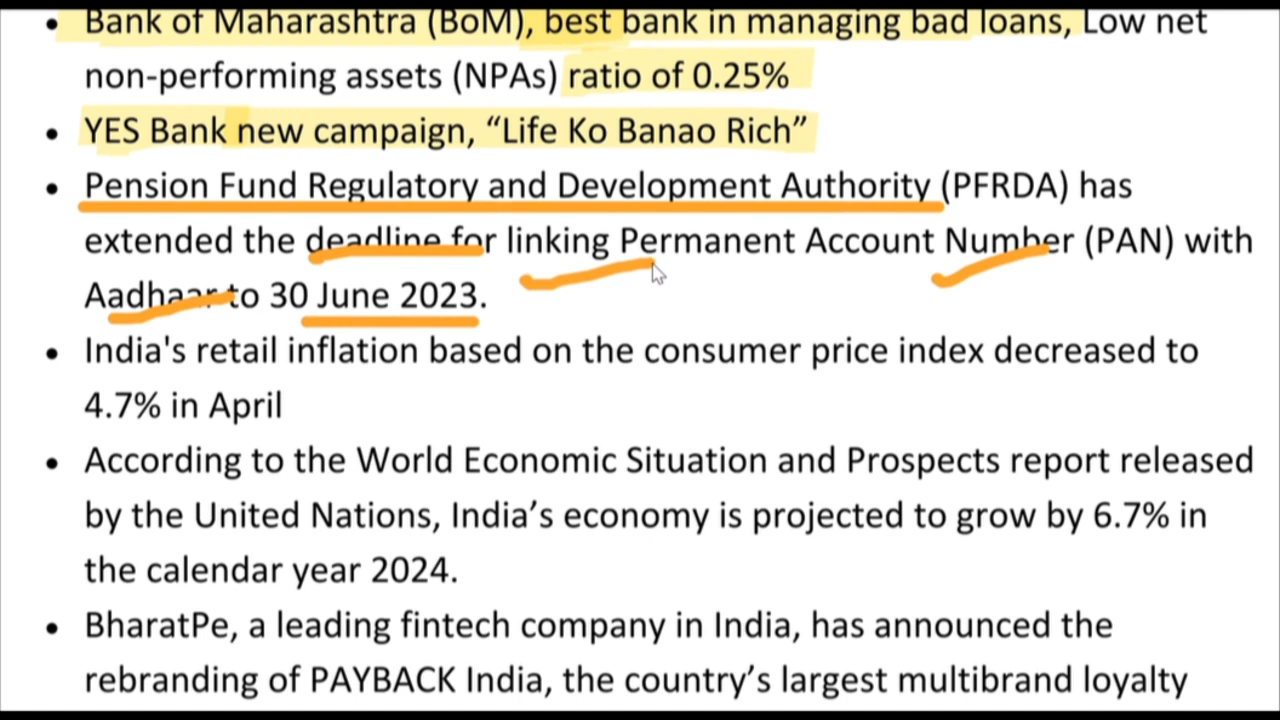 • Bank of Maharashtra (BoM), best bank in managing bad loans, Low net
non-performing assets (NPAs) ratio of 0.25%
• YES Bank new campaign, “Life Ko Banao Rich”
• Pension Fund Regulatory and Development Authority (PFRDA) has
extended the deadline for linking Permanent Account Number (PAN) with
Aadhaar to 30 June 2023.
• India's retail inflation based on the consumer price index decreased to
4.7% in April
• According to the World Economic Situation and Prospects report released
by the United Nations, India’s economy is projected to grow by 6.7% in
the calendar year 2024.
• BharatPe, a leading fintech company in India, has announced the
rebranding of PAYBACK India, the country’s largest multibrand loyalty